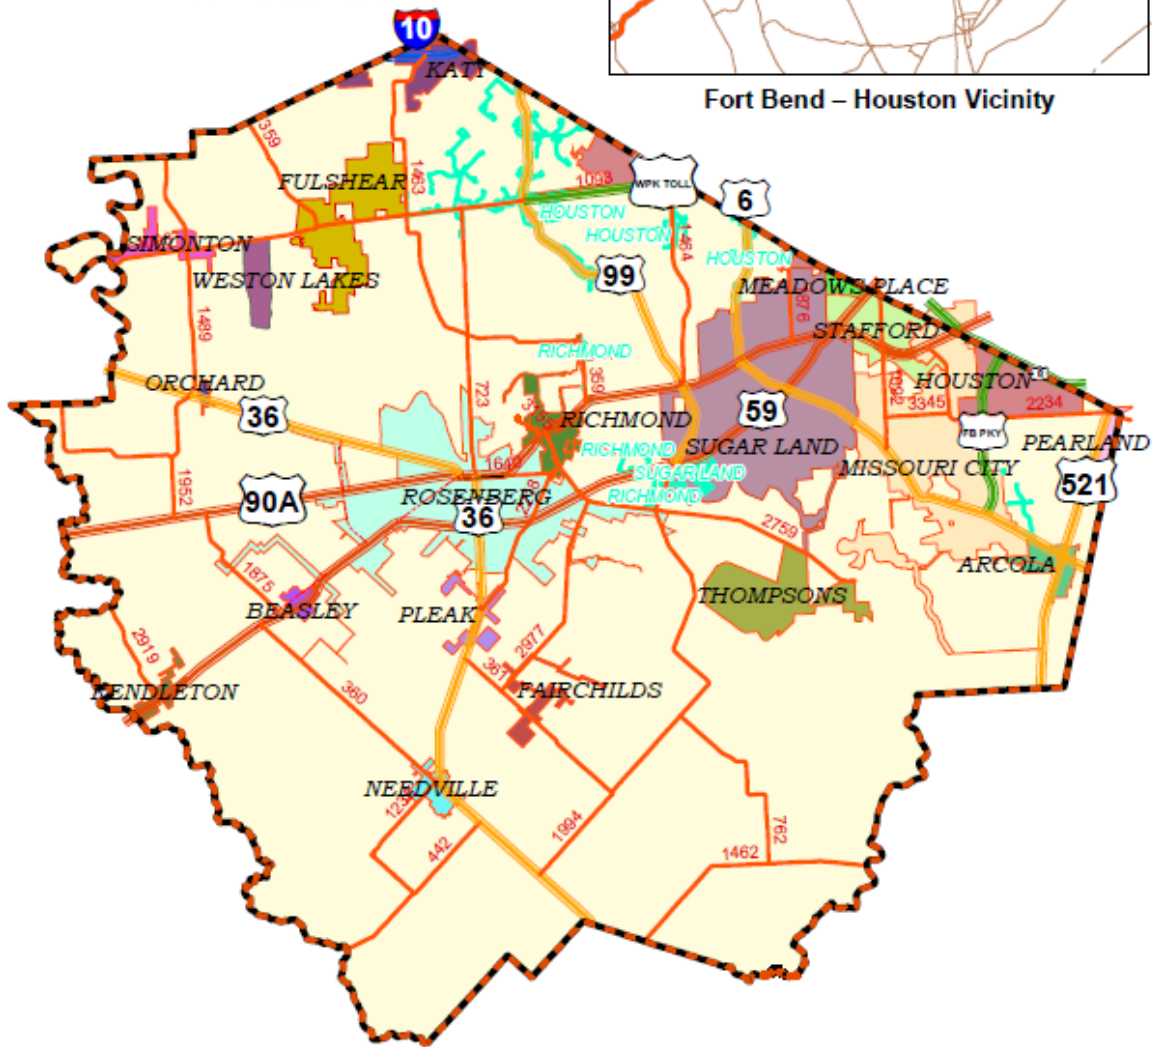 10
KATY
Fort Bend – Houston Vicinity
359
1463
FULSHEAR
1093
WPK TOLL
6
HOUSTON
HOUSTON
1464
SIMONTON
HOUSTON
WESTON LAKES
99
MEADOWS PLACE
876
1489
STAFFORD
RICHMOND
ORCHARD
359
HOUSTON
1092
3345
2234
36
723
59
RICHMOND
FB PKY
PEARLAND
RICHMOND
SUGAR LAND
1640
MISSOURI CITY
SUGAR LAND
521
1952
90A
ROSENBERG
RICHMOND
36
2218
2759
ARCOLA
1875
BEASLEY
PLEAK
THOMPSONS
2919
2977
361
KENDLETON
360
FAIRCHILDS
NEEDVILLE
1994
762
442
1462